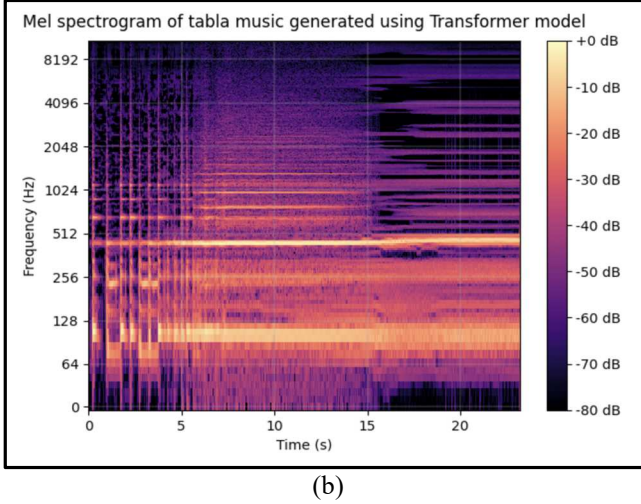 Mel spectrogram of tabla music generated using Transformer model
8192
4096
2048
1024
512
256
128
64
0
Frequency (Hz)
0 5 10 15 20
Time (s)
+0 dB
-10 dB
-20 dB
-30 dB
-40 dB
-50 dB
-60 dB
-70 dB
-80 dB
(b)